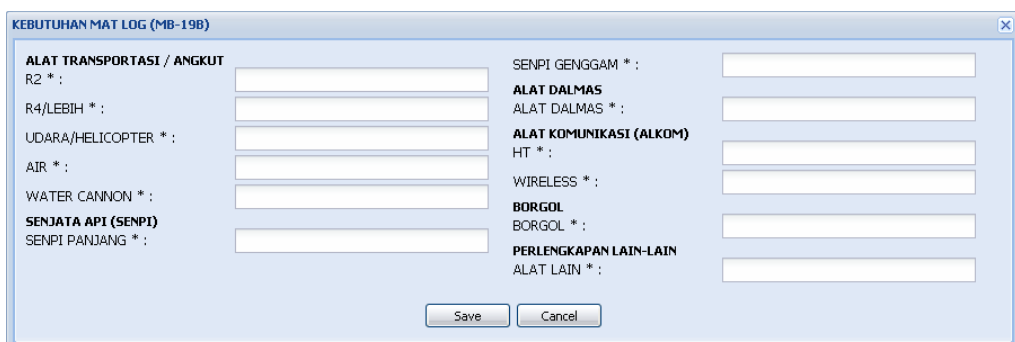 KEBUTUHAN MAT LOG (MB-19B)
ALAT TRANSPORTASI / ANGKUT
R2 * :
R4/LEBIH * :
UDARA/HELICOPTER * :
AIR * :
WATER CANNON * :
SENJATA API (SENPI)
SENPI PANJANG * :
SENPI GENGGAM * :
ALAT DALMAS
ALAT DALMAS * :
ALAT KOMUNIKASI (ALKOM)
HT * :
WIRELESS * :
BORGOL
BORGOL * :
PERLENGKAPAN LAIN-LAIN
ALAT LAIN * :
Save
Cancel